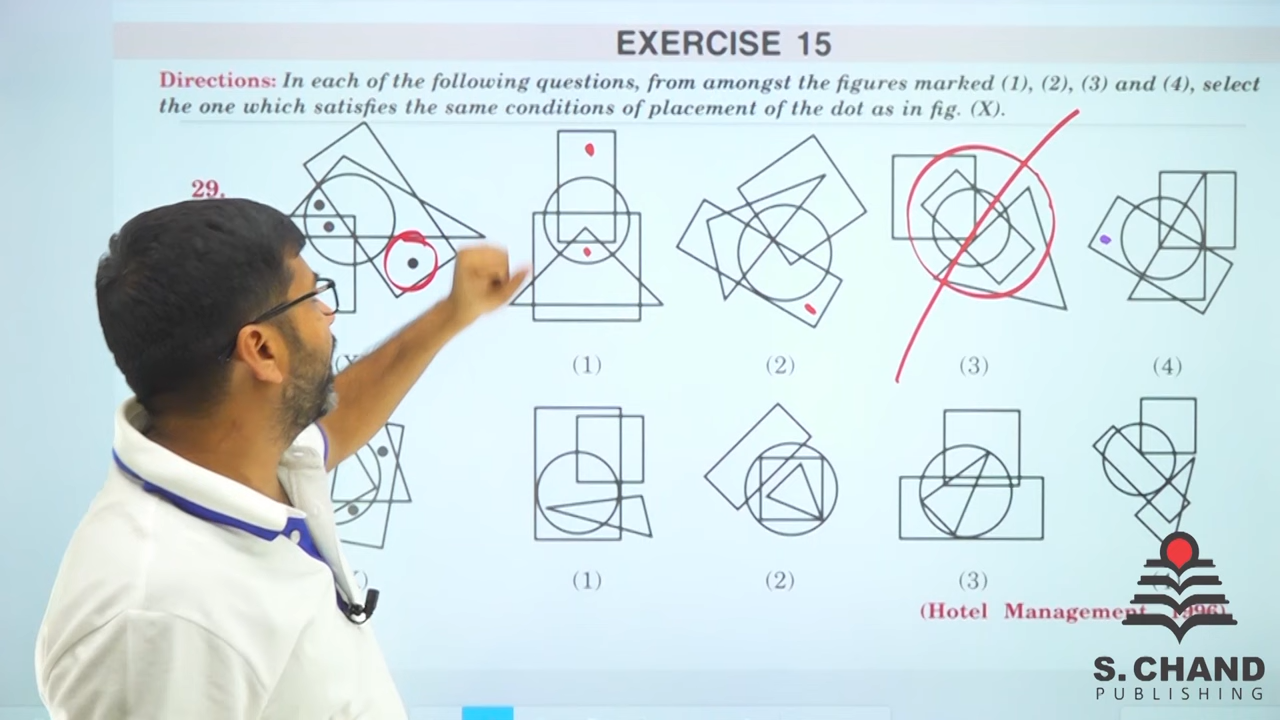 EXERCISE 15
Directions: In each of the following questions, from amongst the figures marked (1), (2), (3) and (4), select
the one which satisfies the same conditions of placement of the dot as in fig. (X).
29.
(1) (2) (3) (4)
(1) (2) (3)
(Hotel Management, 1996)
S. CHAND
PUBLISHING